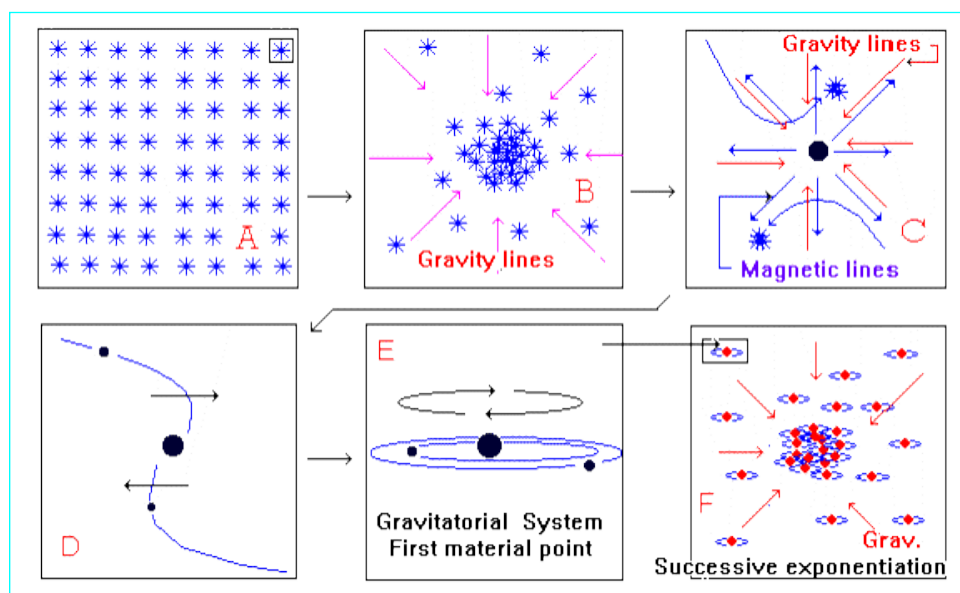 A
B
Gravity lines
Gravity lines
C
Magnetic lines
D
E
Gravitatorial System
First material point
F
Grav.
Successive exponentiation